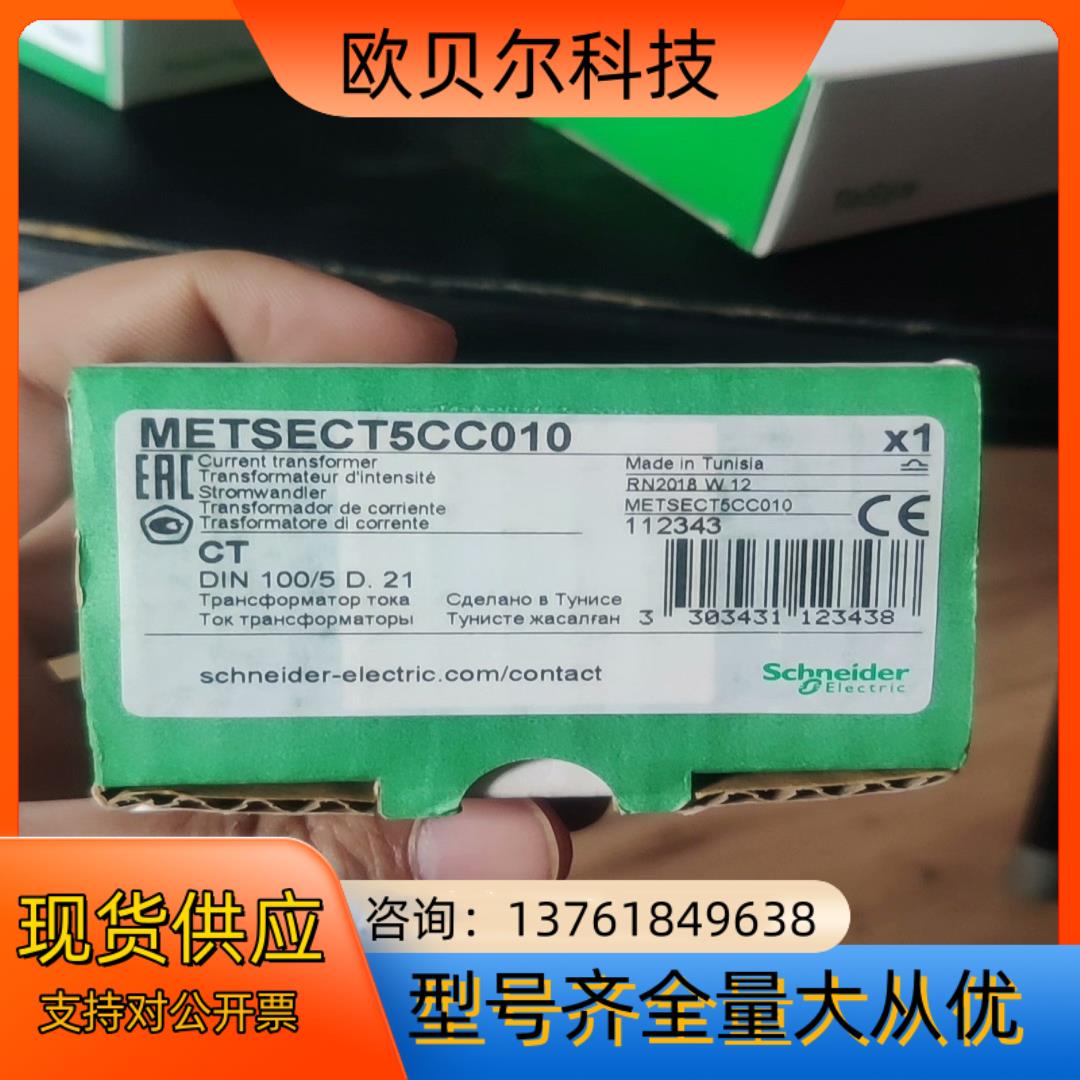 欧贝尔科技
METSECT5CC010
x1
EAC
Current transformer
Transformateur d'intensité
Stromwandler
Transformador de corriente
Trasformatore di corrente
Made in Tunisia
RN2018 W 12
METSECT5CC010
112343
CE
CT
DIN 100/5 D. 21
Трансформатор тока
Сделано в Тунисе
Ток трансформаторы
Тунисте жасалған
3 303431 123438
schneider-electric.com/contact
Schneider
Electric
现货供应
支持对公开票
咨询：13761849638
型号齐全量大从优